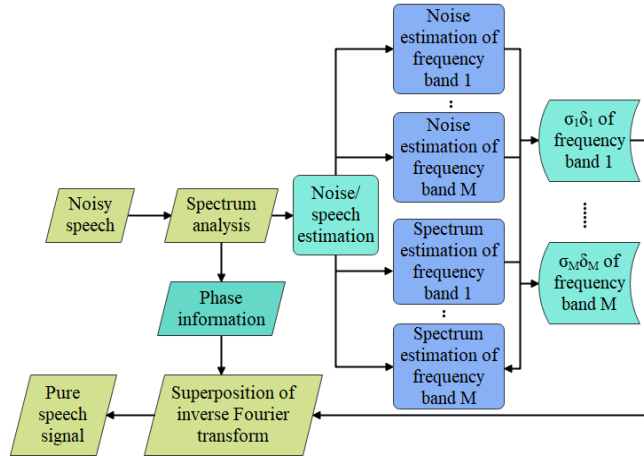 Noise
estimation of
frequency
band 1
...
Noise
estimation of
frequency
band M
σ₁δ₁ of
frequency
band 1
......
σMδM of
frequency
band M
Noisy
speech
Spectrum
analysis
Noise/
speech
estimation
Spectrum
estimation of
frequency
band 1
...
Spectrum
estimation of
frequency
band M
Phase
information
Pure
speech
signal
Superposition of
inverse Fourier
transform